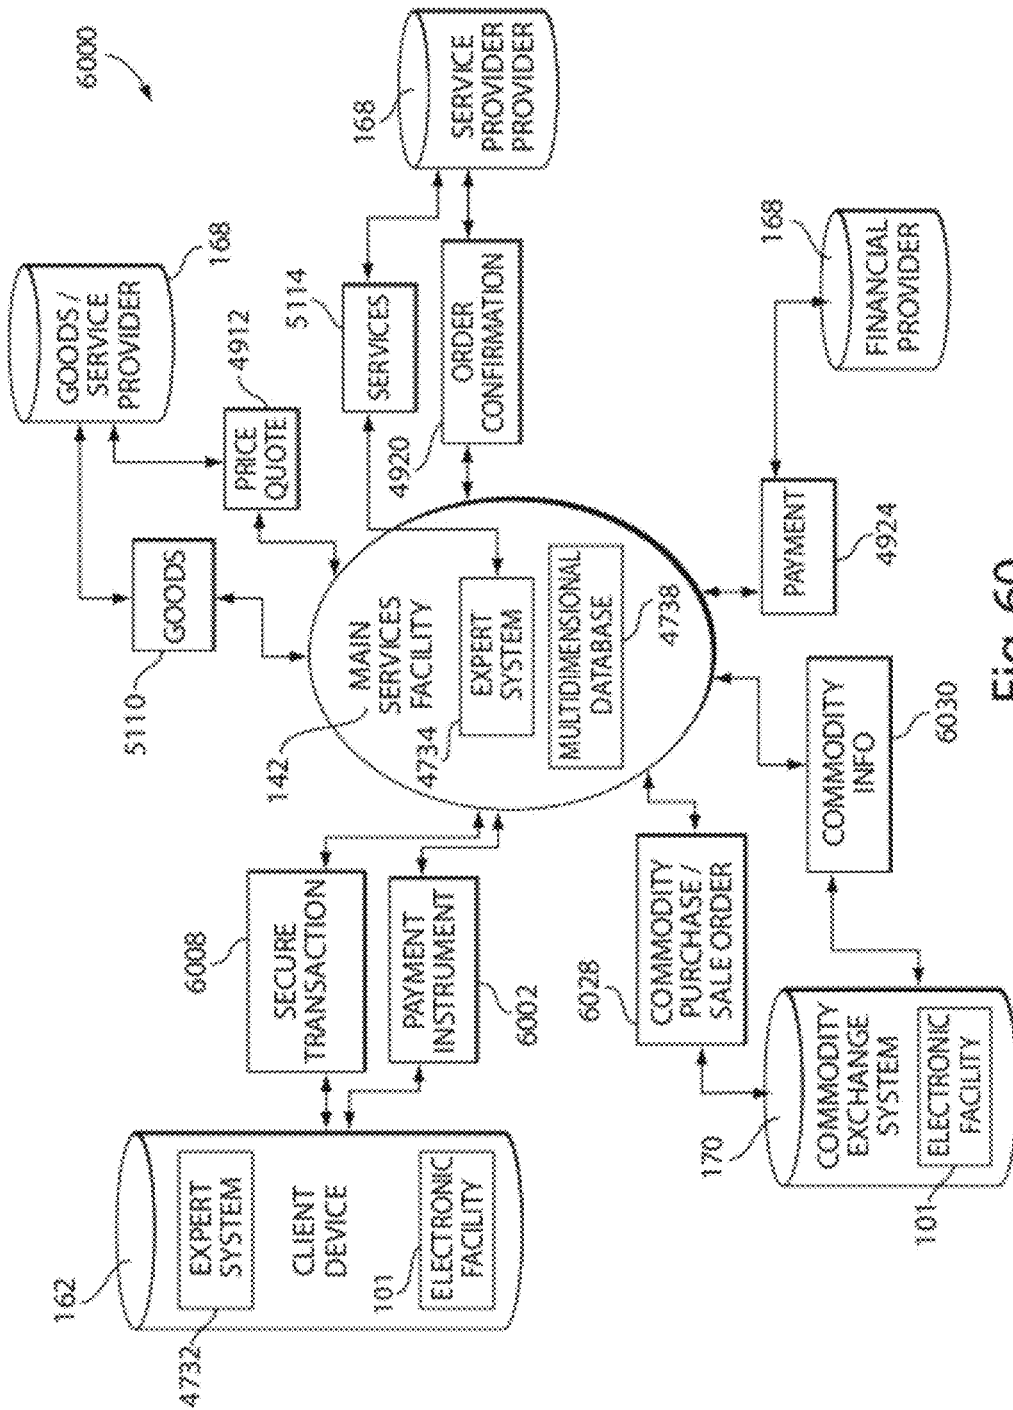 6000
162
EXPERT
SYSTEM
4732
CLIENT
DEVICE
101
ELECTRONIC
FACILITY
6008
SECURE
TRANSACTION
PAYMENT
INSTRUMENT
6002
5110
GOODS
GOODS /
SERVICE
PROVIDER
168
PRICE
QUOTE
4912
142
MAIN
SERVICES
FACILITY
4734
EXPERT
SYSTEM
MULTIDIMENSIONAL
DATABASE
4738
SERVICES
5114
4920
ORDER
CONFIRMATION
168
SERVICE
PROVIDER
PROVIDER
6028
COMMODITY
PURCHASE /
SALE ORDER
170
COMMODITY
EXCHANGE
SYSTEM
ELECTRONIC
FACILITY
101
COMMODITY
INFO
6030
PAYMENT
4924
168
FINANCIAL
PROVIDER
Fig. 60